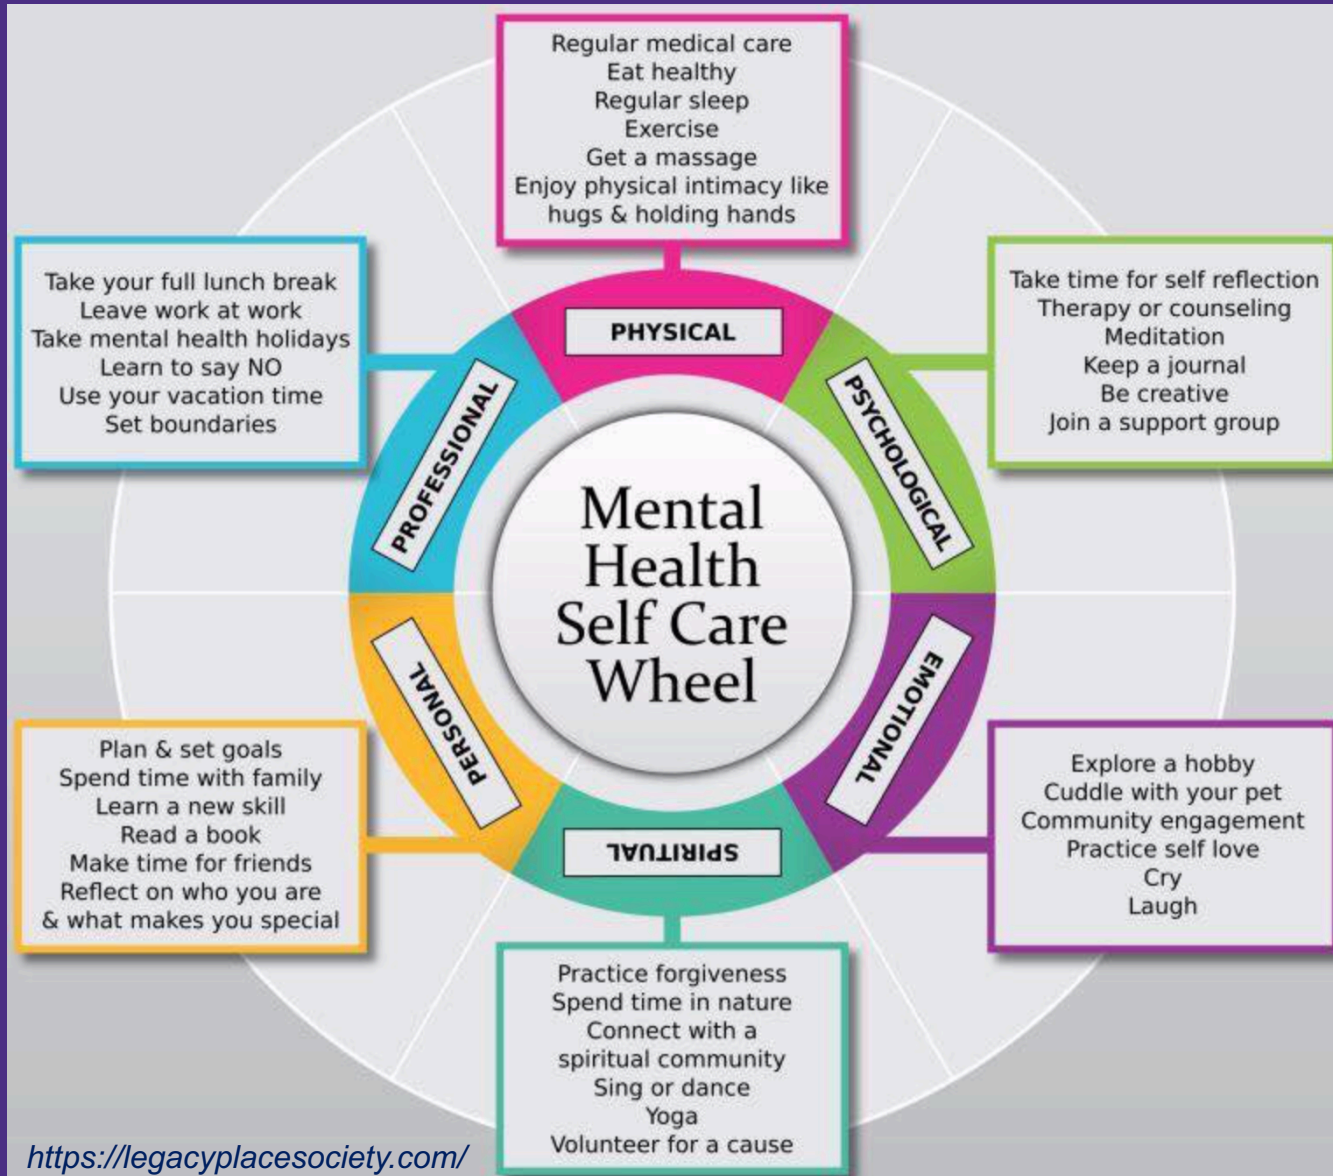 Regular medical care
Eat healthy
Regular sleep
Exercise
Get a massage
Enjoy physical intimacy like
hugs & holding hands
PHYSICAL
Take time for self reflection
Therapy or counseling
Meditation
Keep a journal
Be creative
Join a support group
PSYCHOLOGICAL
Explore a hobby
Cuddle with your pet
Community engagement
Practice self love
Cry
Laugh
EMOTIONAL
Practice forgiveness
Spend time in nature
Connect with a
spiritual community
Sing or dance
Yoga
Volunteer for a cause
SPIRITUAL
Plan & set goals
Spend time with family
Learn a new skill
Read a book
Make time for friends
Reflect on who you are
& what makes you special
PERSONAL
Take your full lunch break
Leave work at work
Take mental health holidays
Learn to say NO
Use your vacation time
Set boundaries
PROFESSIONAL
Mental
Health
Self Care
Wheel
https://legacyplacesociety.com/